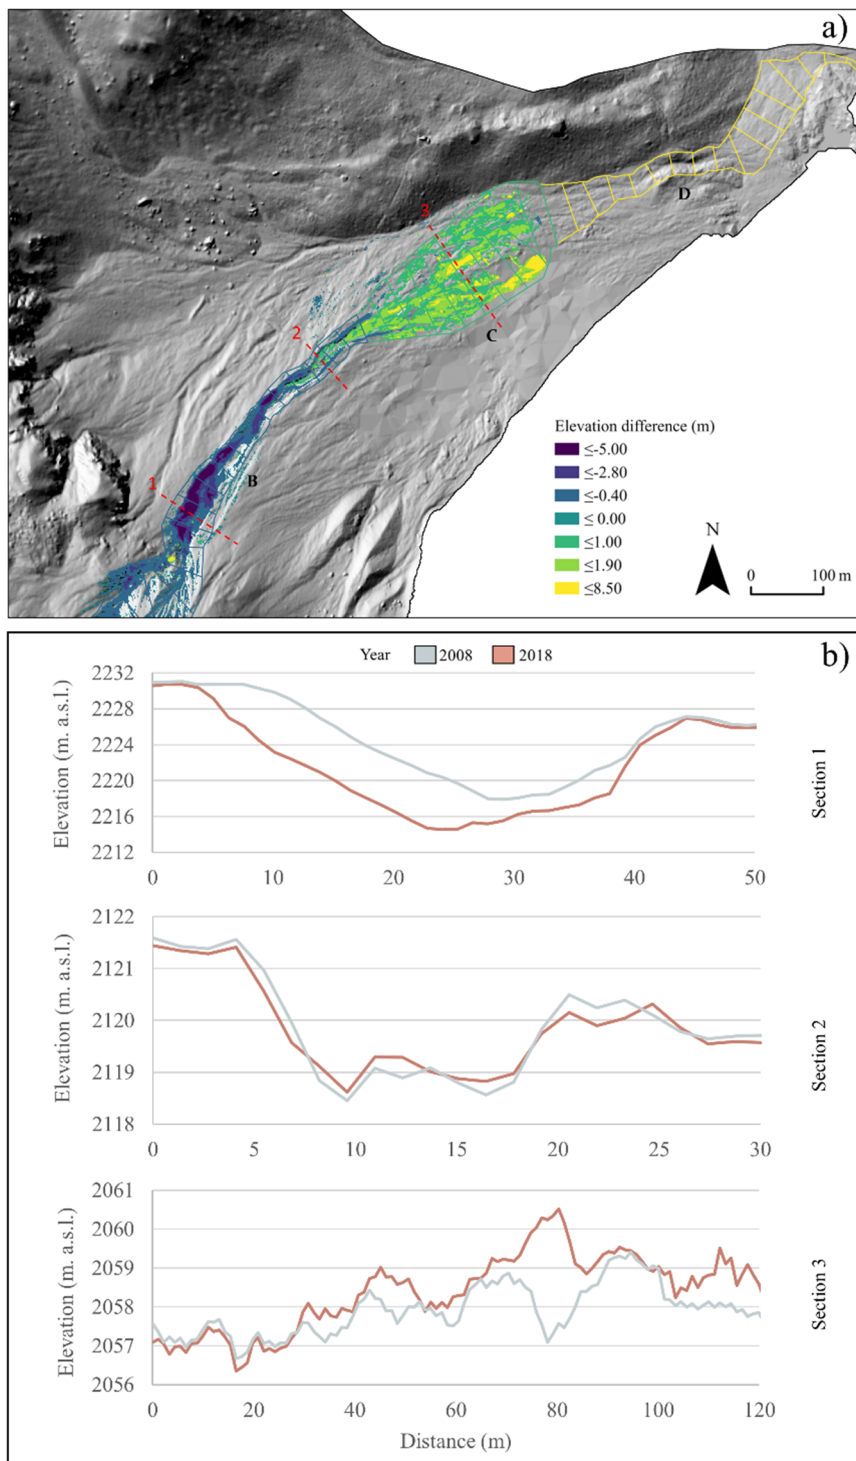 a)
D
3
C
2
B
1
Elevation difference (m)
≤-5.00
≤-2.80
≤-0.40
≤ 0.00
≤1.00
≤1.90
≤8.50
N
0 100 m
b)
Year 2008 2018
Elevation (m. a.s.l.)
2232
2228
2224
2220
2216
2212
0 10 20 30 40 50
Section 1
Elevation (m. a.s.l.)
2122
2121
2120
2119
2118
0 5 10 15 20 25 30
Section 2
Elevation (m. a.s.l.)
2061
2060
2059
2058
2057
2056
0 20 40 60 80 100 120
Section 3
Distance (m)